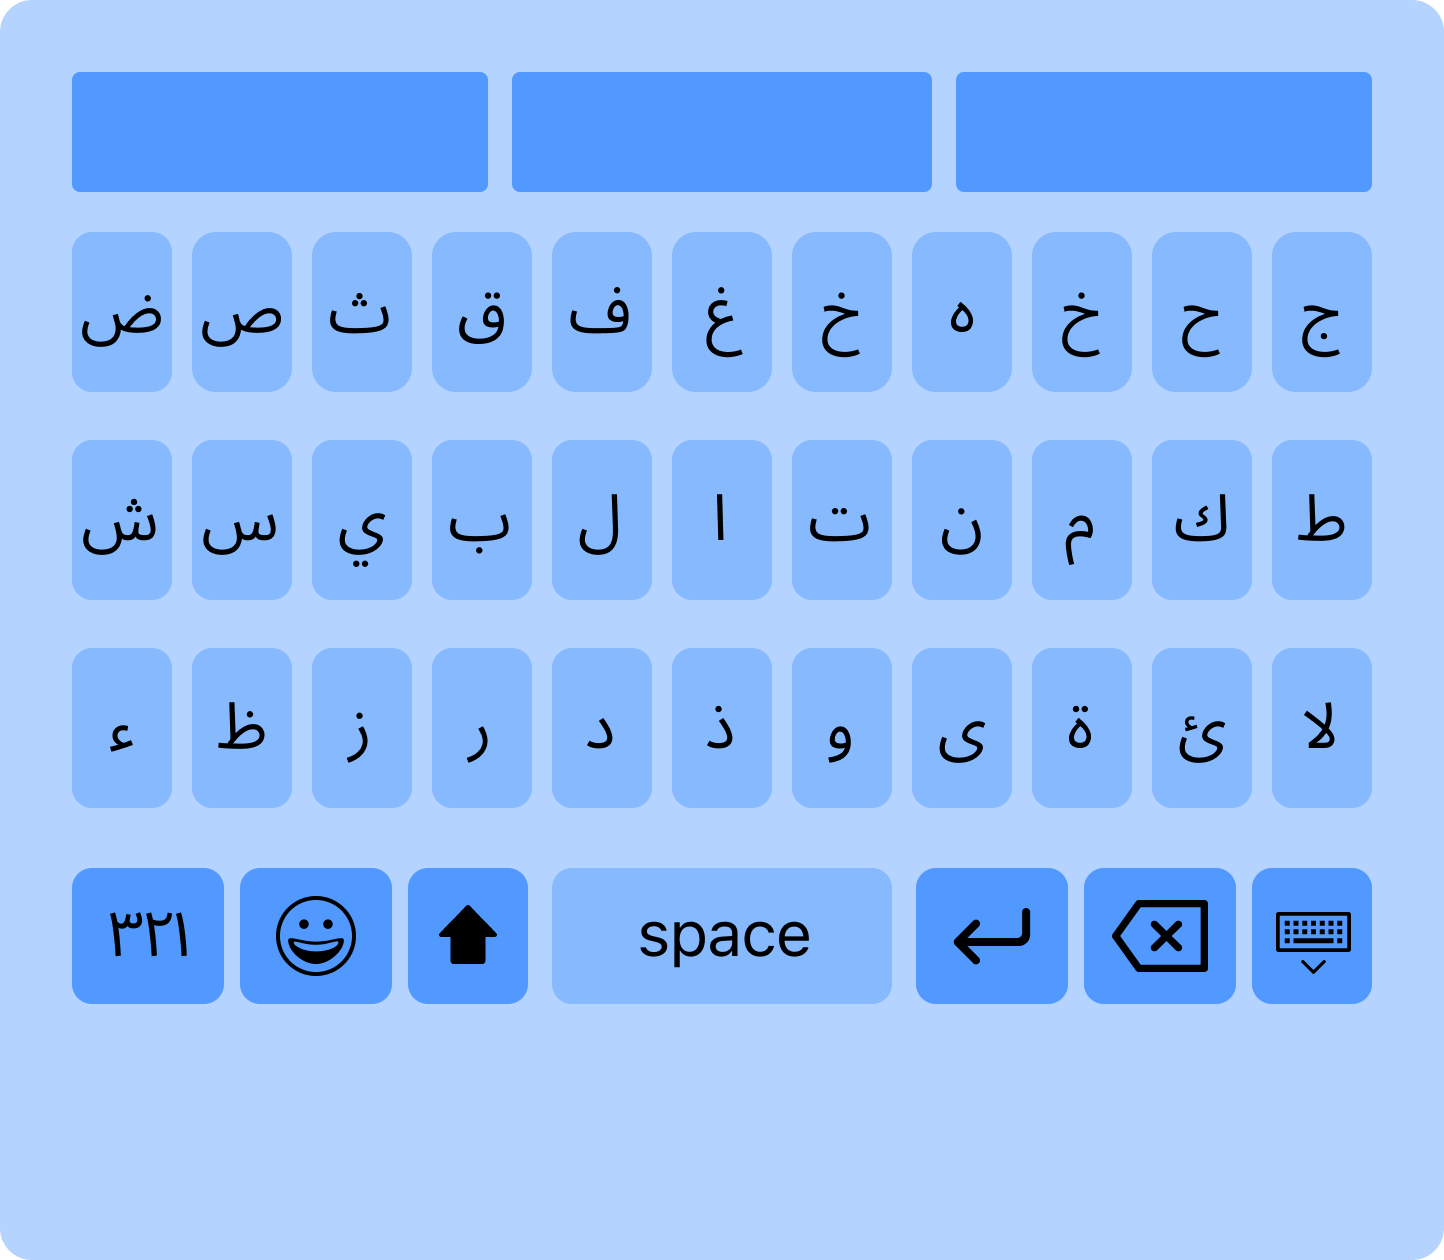 ض ص ث ق ف غ خ ه خ ح ج
ش س ي ب ل ا ت ن م ك ط
ء ظ ز ر د ذ و ى ة ئ لا
٣٢١ space